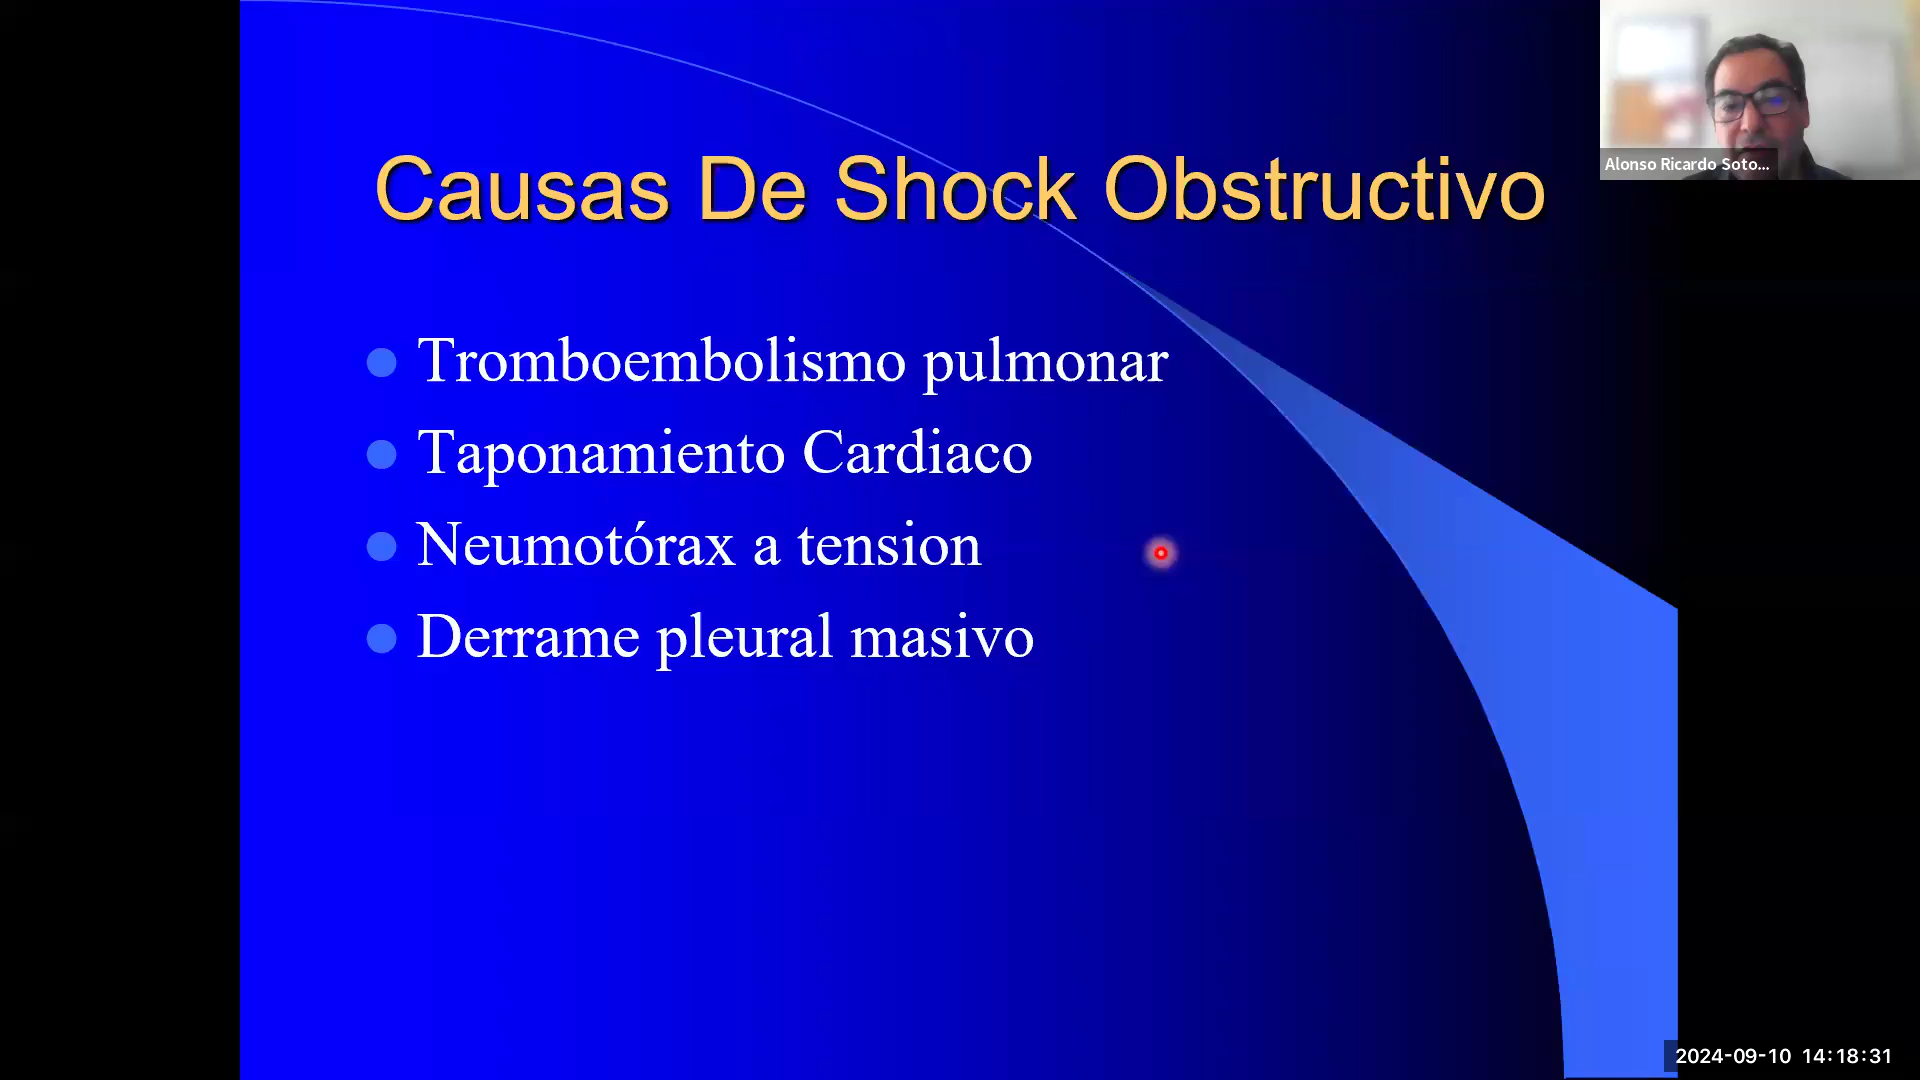 Causas De Shock Obstructivo
Tromboembolismo pulmonar
Taponamiento Cardiaco
Neumotórax a tension
Derrame pleural masivo
Alonso Ricardo Soto...
2024-09-10 14:18:31